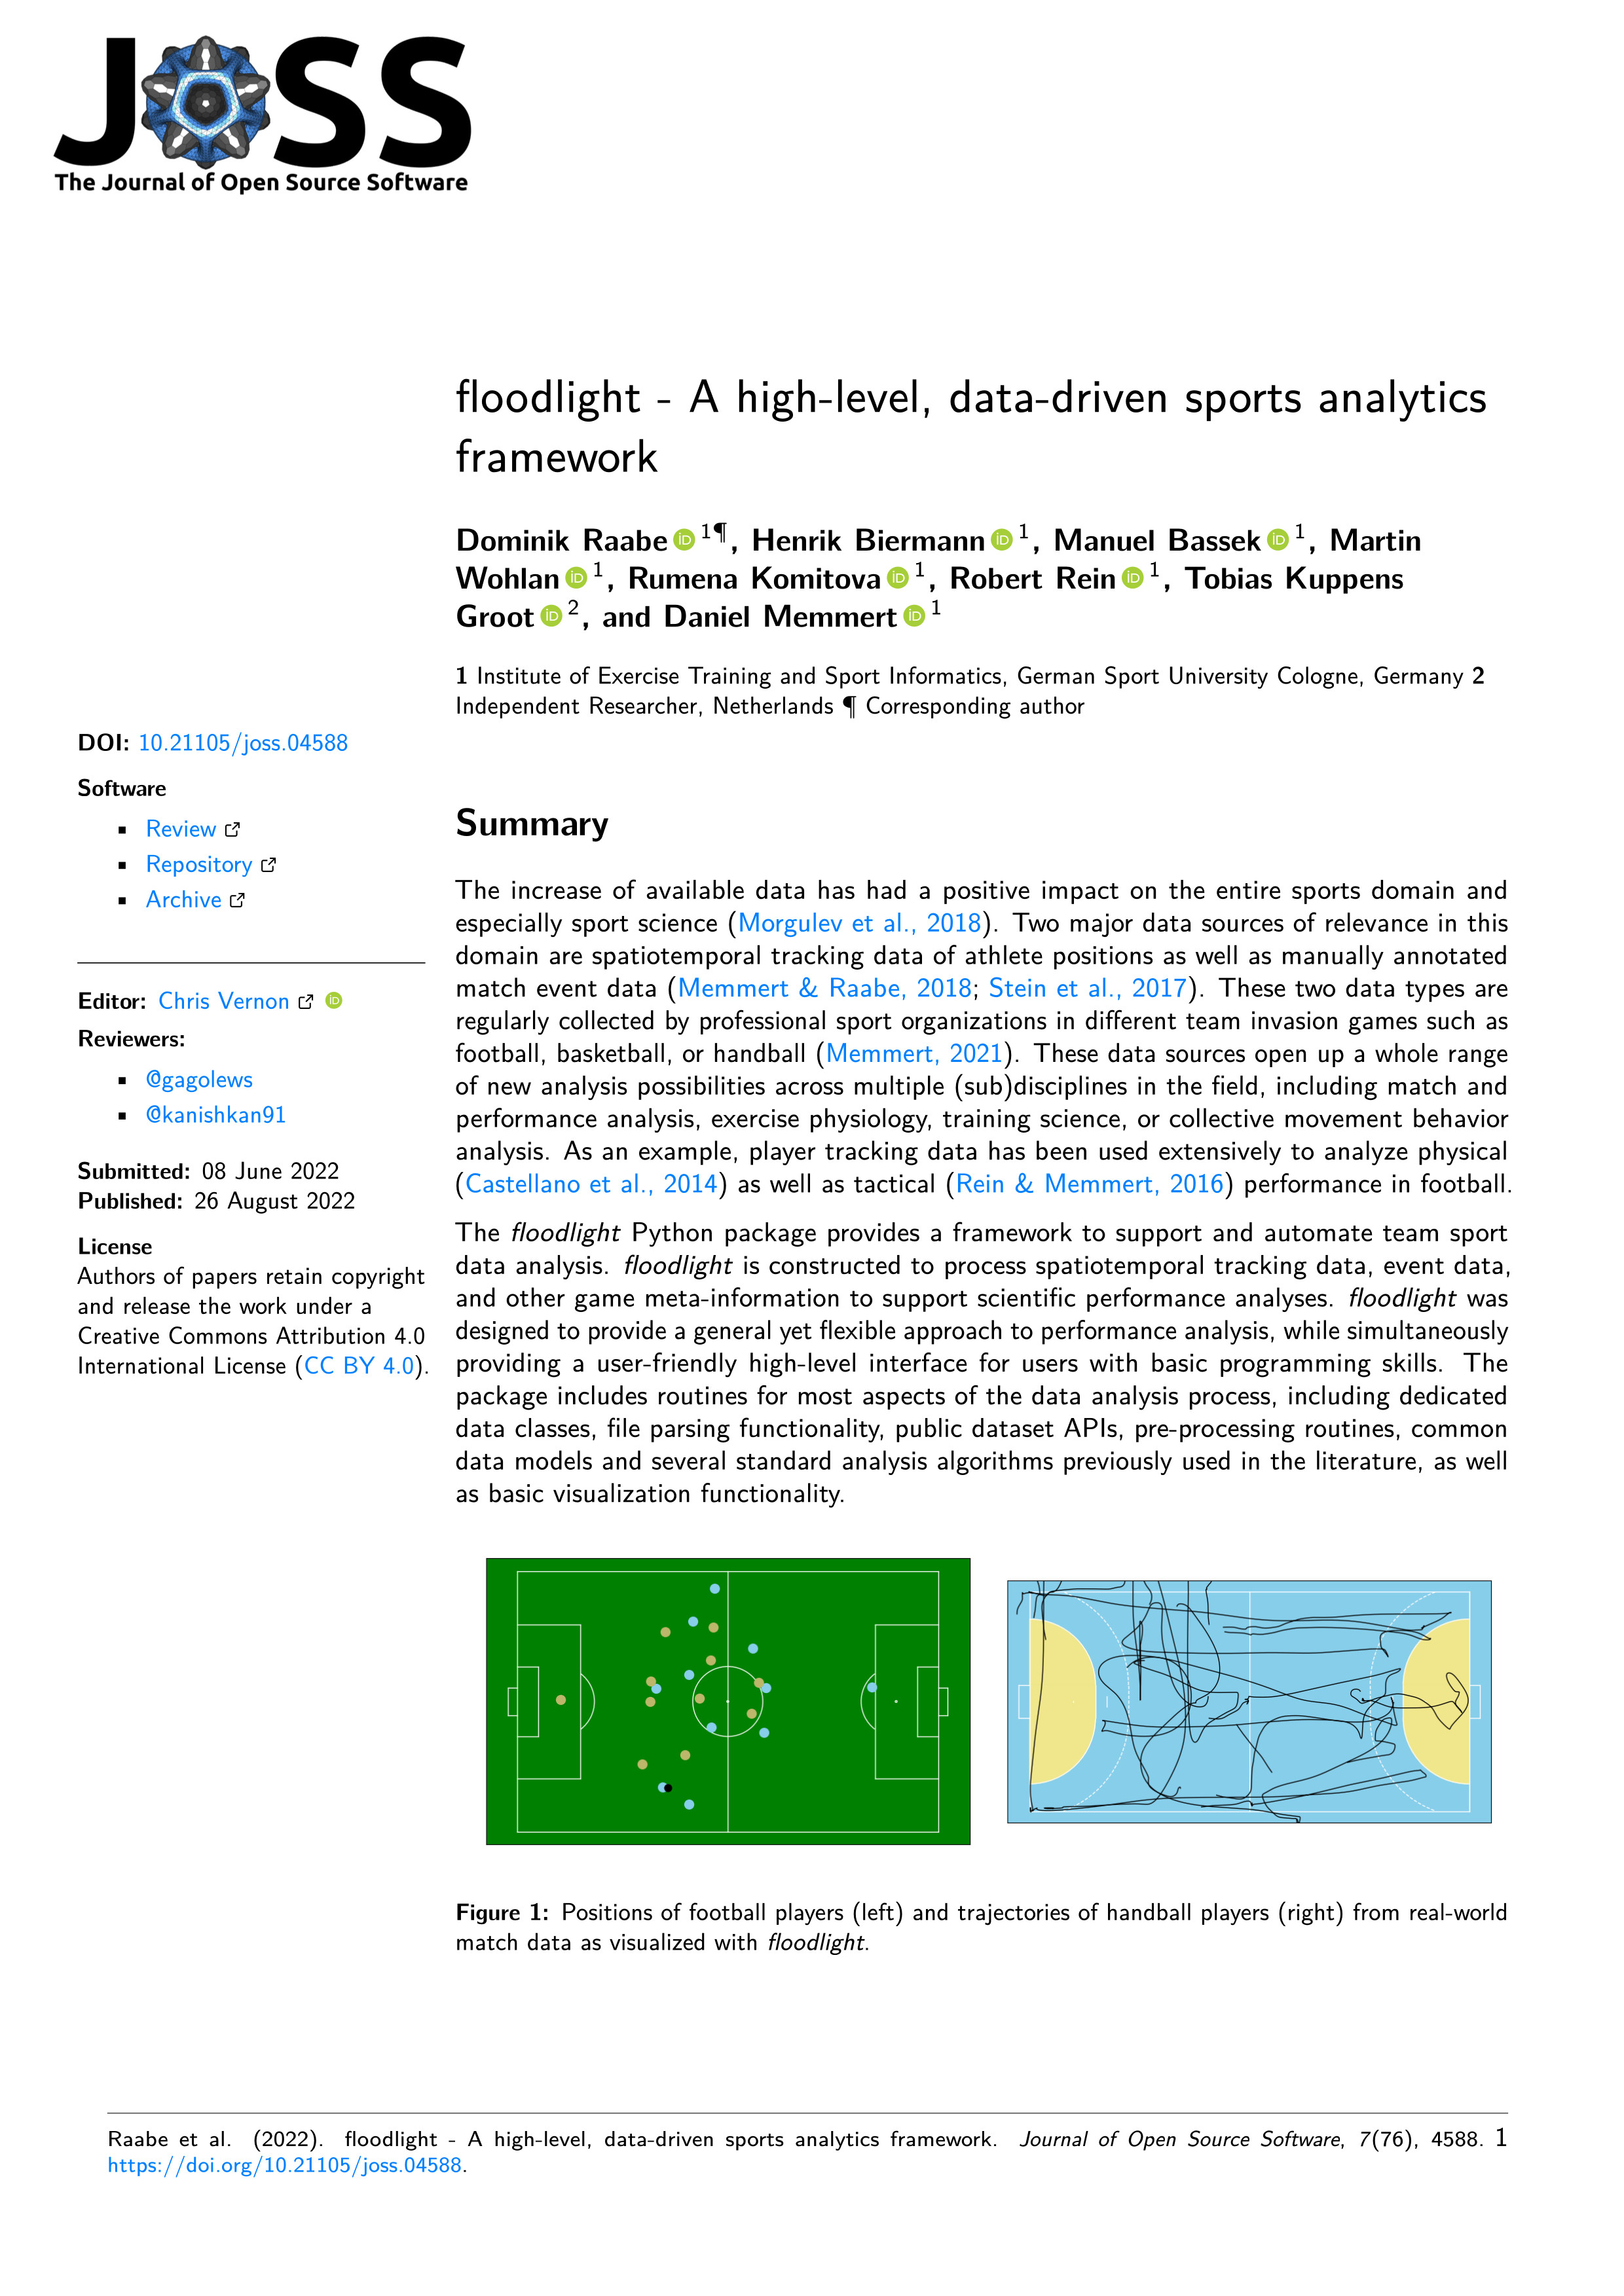 JOSS
The Journal of Open Source Software
floodlight - A high-level, data-driven sports analytics
framework
Dominik Raabe iD 1¶, Henrik Biermann iD 1, Manuel Bassek iD 1, Martin
Wohlan iD 1, Rumena Komitova iD 1, Robert Rein iD 1, Tobias Kuppens
Groot iD 2, and Daniel Memmert iD 1
1 Institute of Exercise Training and Sport Informatics, German Sport University Cologne, Germany 2
Independent Researcher, Netherlands ¶ Corresponding author
DOI: 10.21105/joss.04588
Software
▪ Review
▪ Repository
▪ Archive
Editor: Chris Vernon iD
Reviewers:
▪ @gagolews
▪ @kanishkan91
Submitted: 08 June 2022
Published: 26 August 2022
License
Authors of papers retain copyright
and release the work under a
Creative Commons Attribution 4.0
International License (CC BY 4.0).
Summary
The increase of available data has had a positive impact on the entire sports domain and
especially sport science (Morgulev et al., 2018). Two major data sources of relevance in this
domain are spatiotemporal tracking data of athlete positions as well as manually annotated
match event data (Memmert & Raabe, 2018; Stein et al., 2017). These two data types are
regularly collected by professional sport organizations in different team invasion games such as
football, basketball, or handball (Memmert, 2021). These data sources open up a whole range
of new analysis possibilities across multiple (sub)disciplines in the field, including match and
performance analysis, exercise physiology, training science, or collective movement behavior
analysis. As an example, player tracking data has been used extensively to analyze physical
(Castellano et al., 2014) as well as tactical (Rein & Memmert, 2016) performance in football.
The floodlight Python package provides a framework to support and automate team sport
data analysis. floodlight is constructed to process spatiotemporal tracking data, event data,
and other game meta-information to support scientific performance analyses. floodlight was
designed to provide a general yet flexible approach to performance analysis, while simultaneously
providing a user-friendly high-level interface for users with basic programming skills. The
package includes routines for most aspects of the data analysis process, including dedicated
data classes, file parsing functionality, public dataset APIs, pre-processing routines, common
data models and several standard analysis algorithms previously used in the literature, as well
as basic visualization functionality.
Figure 1: Positions of football players (left) and trajectories of handball players (right) from real-world
match data as visualized with floodlight.
Raabe et al. (2022). floodlight - A high-level, data-driven sports analytics framework. Journal of Open Source Software, 7(76), 4588. 1
https://doi.org/10.21105/joss.04588.